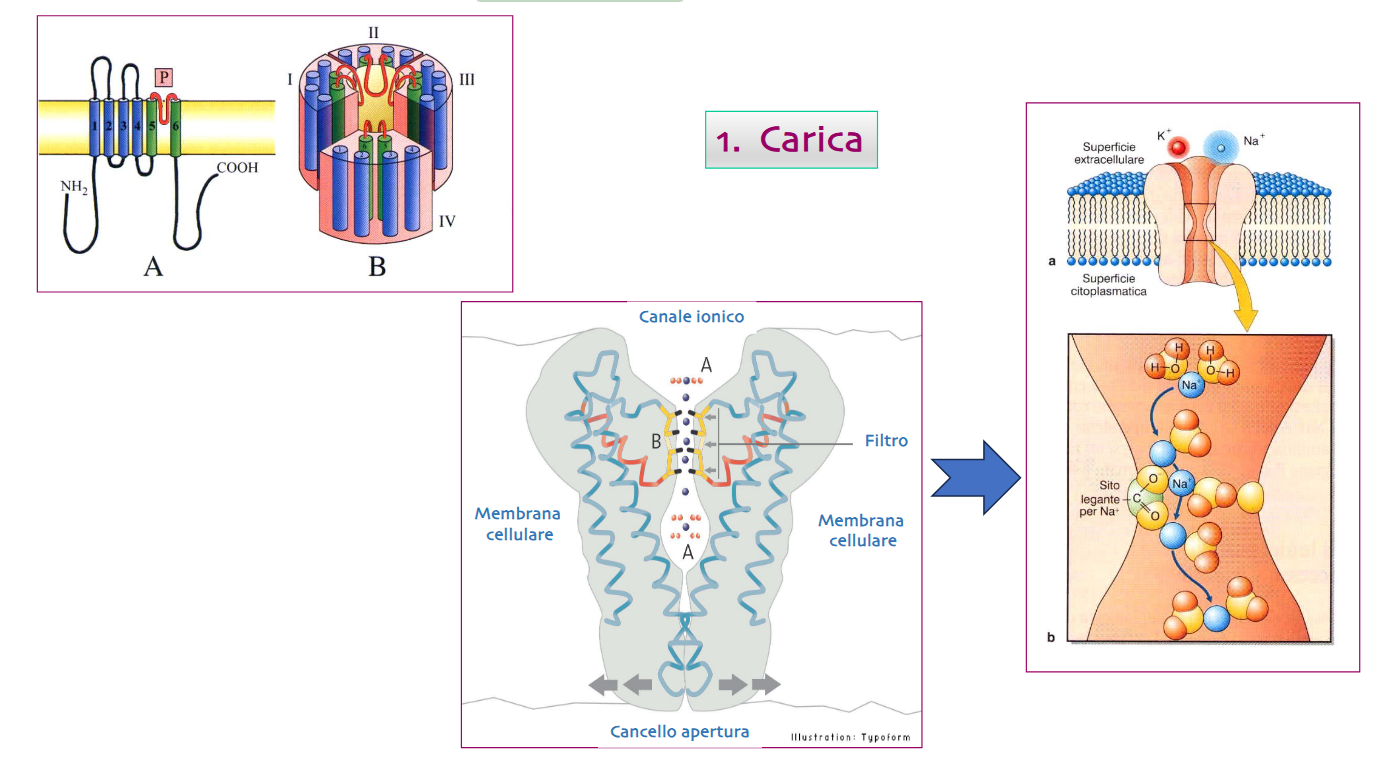 P
1 2 3 4 5 6
NH2
COOH
A
I
II
III
IV
B
1. Carica
Canale ionico
A
B
Filtro
Membrana
cellulare
Membrana
cellulare
A
Cancello apertura
Illustration: Typoform
K+
Na+
Superficie
extracellulare
a
Superficie
citoplasmatica
H
H
H–O
O–H
Na+
O-
Sito
legante
per Na+
C
Na+
O
b